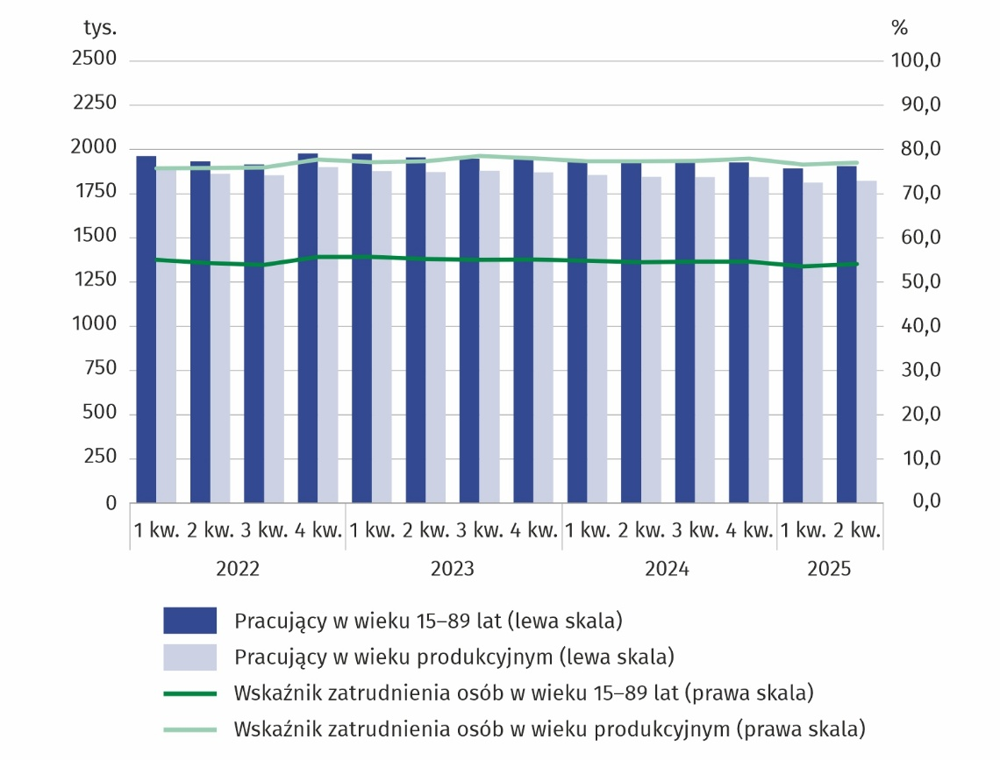 tys. %
2500 100,0
2250 90,0
2000 80,0
1750 70,0
1500 60,0
1250 50,0
1000 40,0
750 30,0
500 20,0
250 10,0
0 0,0
1 kw. 2 kw. 3 kw. 4 kw. 1 kw. 2 kw. 3 kw. 4 kw. 1 kw. 2 kw. 3 kw. 4 kw. 1 kw. 2 kw.
2022 2023 2024 2025
Pracujący w wieku 15–89 lat (lewa skala)
Pracujący w wieku produkcyjnym (lewa skala)
Wskaźnik zatrudnienia osób w wieku 15–89 lat (prawa skala)
Wskaźnik zatrudnienia osób w wieku produkcyjnym (prawa skala)